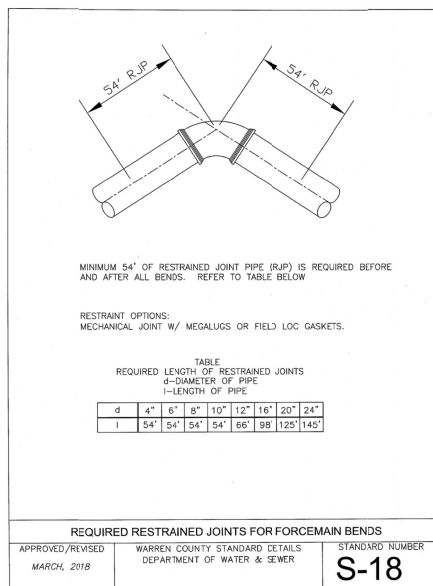 54' RJP
54' RJP
MINIMUM 54' OF RESTRAINED JOINT PIPE (RJP) IS REQUIRED BEFORE
AND AFTER ALL BENDS. REFER TO TABLE BELOW
RESTRAINT OPTIONS:
MECHANICAL JOINT W/ MEGALUGS OR FIELD LOC GASKETS.
TABLE
REQUIRED LENGTH OF RESTRAINED JOINTS
d-DIAMETER OF PIPE
l-LENGTH OF PIPE
d 4" 6" 8" 10" 12" 16" 20" 24"
l 54' 54' 54' 54' 66' 98' 125' 145'
REQUIRED RESTRAINED JOINTS FOR FORCEMAIN BENDS
APPROVED/REVISED
MARCH, 2018
WARREN COUNTY STANDARD DETAILS
DEPARTMENT OF WATER & SEWER
STANDARD NUMBER
S-18